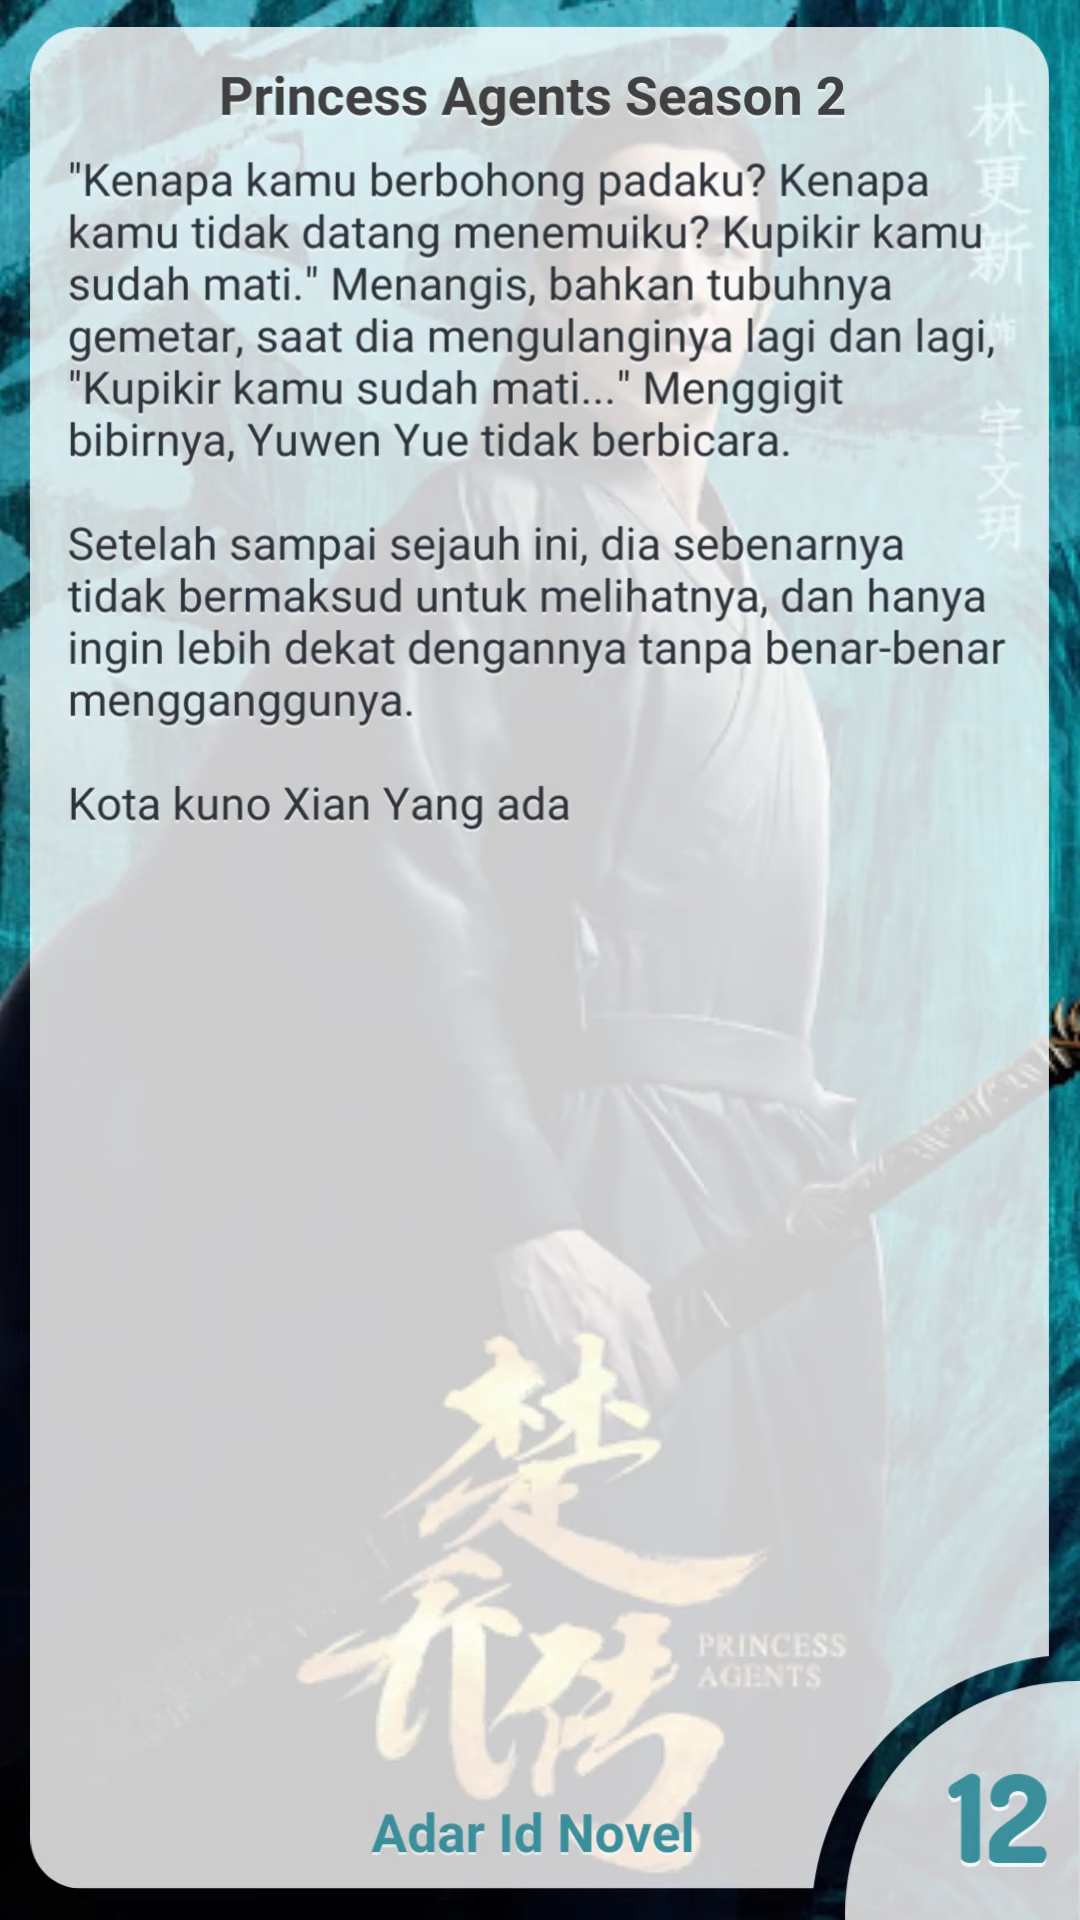 Princess Agents Season 2
"Kenapa kamu berbohong padaku? Kenapa
kamu tidak datang menemuiku? Kupikir kamu
sudah mati." Menangis, bahkan tubuhnya
gemetar, saat dia mengulanginya lagi dan lagi,
"Kupikir kamu sudah mati..." Menggigit
bibirnya, Yuwen Yue tidak berbicara.
Setelah sampai sejauh ini, dia sebenarnya
tidak bermaksud untuk melihatnya, dan hanya
ingin lebih dekat dengannya tanpa benar-benar
mengganggunya.
Kota kuno Xian Yang ada
林更新 饰 宇文玥
楚乔传
PRINCESS
AGENTS
Adar Id Novel
12